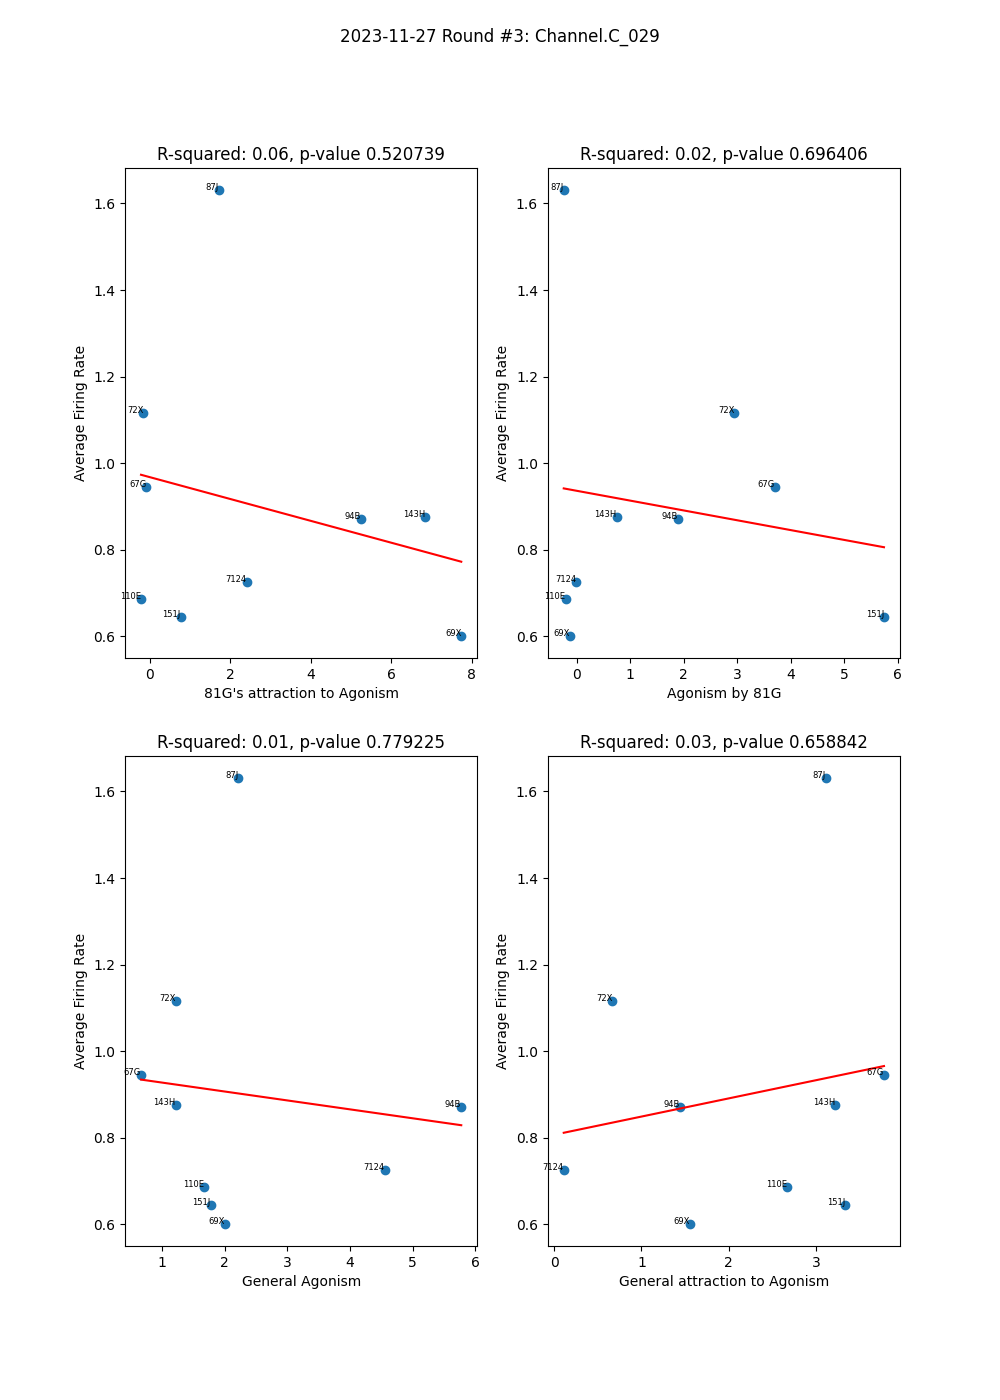 2023-11-27 Round #3: Channel.C_029
R-squared: 0.06, p-value 0.520739
Average Firing Rate
1.6
1.4
1.2
1.0
0.8
0.6
87J
72X
67G
94B
143H
7124
110E
151J
69X
0 2 4 6 8
81G's attraction to Agonism
R-squared: 0.02, p-value 0.696406
Average Firing Rate
1.6
1.4
1.2
1.0
0.8
0.6
87J
72X
67G
143H
94B
7124
110E
151J
69X
0 1 2 3 4 5 6
Agonism by 81G
R-squared: 0.01, p-value 0.779225
Average Firing Rate
1.6
1.4
1.2
1.0
0.8
0.6
87J
72X
67G
143H
94B
7124
110E
151J
69X
1 2 3 4 5 6
General Agonism
R-squared: 0.03, p-value 0.658842
Average Firing Rate
1.6
1.4
1.2
1.0
0.8
0.6
87J
72X
67G
94B
143H
7124
110E
151J
69X
0 1 2 3
General attraction to Agonism